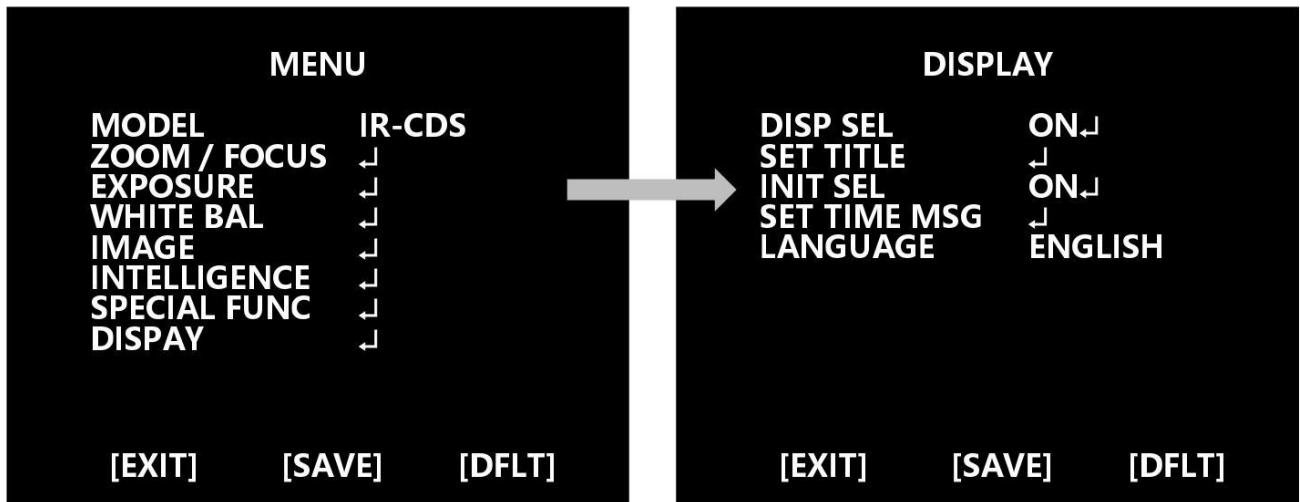 MENU
MODEL IR-CDS
ZOOM / FOCUS ↵
EXPOSURE ↵
WHITE BAL ↵
IMAGE ↵
INTELLIGENCE ↵
SPECIAL FUNC ↵
DISPAY ↵
[EXIT] [SAVE] [DFLT]
DISPLAY
DISP SEL ON↵
SET TITLE ↵
INIT SEL ON↵
SET TIME MSG ↵
LANGUAGE ENGLISH
[EXIT] [SAVE] [DFLT]